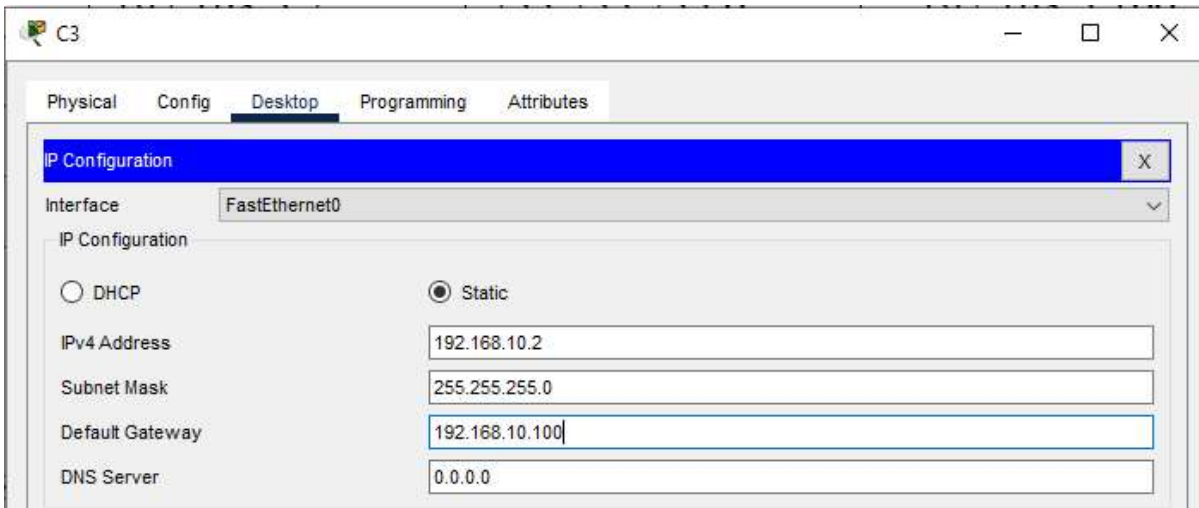 C3
Physical Config Desktop Programming Attributes
IP Configuration X
Interface FastEthernet0
IP Configuration
DHCP Static
IPv4 Address 192.168.10.2
Subnet Mask 255.255.255.0
Default Gateway 192.168.10.100
DNS Server 0.0.0.0